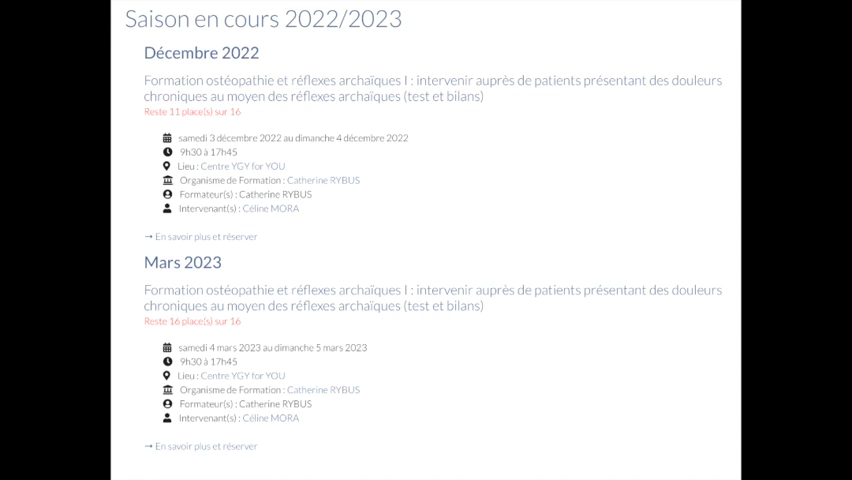 Saison en cours 2022/2023
Décembre 2022
Formation ostéopathie et réflexes archaïques I : intervenir auprès de patients présentant des douleurs
chroniques au moyen des réflexes archaïques (test et bilans)
Reste 11 place(s) sur 16
samedi 3 décembre 2022 au dimanche 4 décembre 2022
9h30 à 17h45
Lieu : Centre YGY for YOU
Organisme de Formation : Catherine RYBUS
Formateur(s) : Catherine RYBUS
Intervenant(s) : Céline MORA
→ En savoir plus et réserver
Mars 2023
Formation ostéopathie et réflexes archaïques I : intervenir auprès de patients présentant des douleurs
chroniques au moyen des réflexes archaïques (test et bilans)
Reste 16 place(s) sur 16
samedi 4 mars 2023 au dimanche 5 mars 2023
9h30 à 17h45
Lieu : Centre YGY for YOU
Organisme de Formation : Catherine RYBUS
Formateur(s) : Catherine RYBUS
Intervenant(s) : Céline MORA
→ En savoir plus et réserver